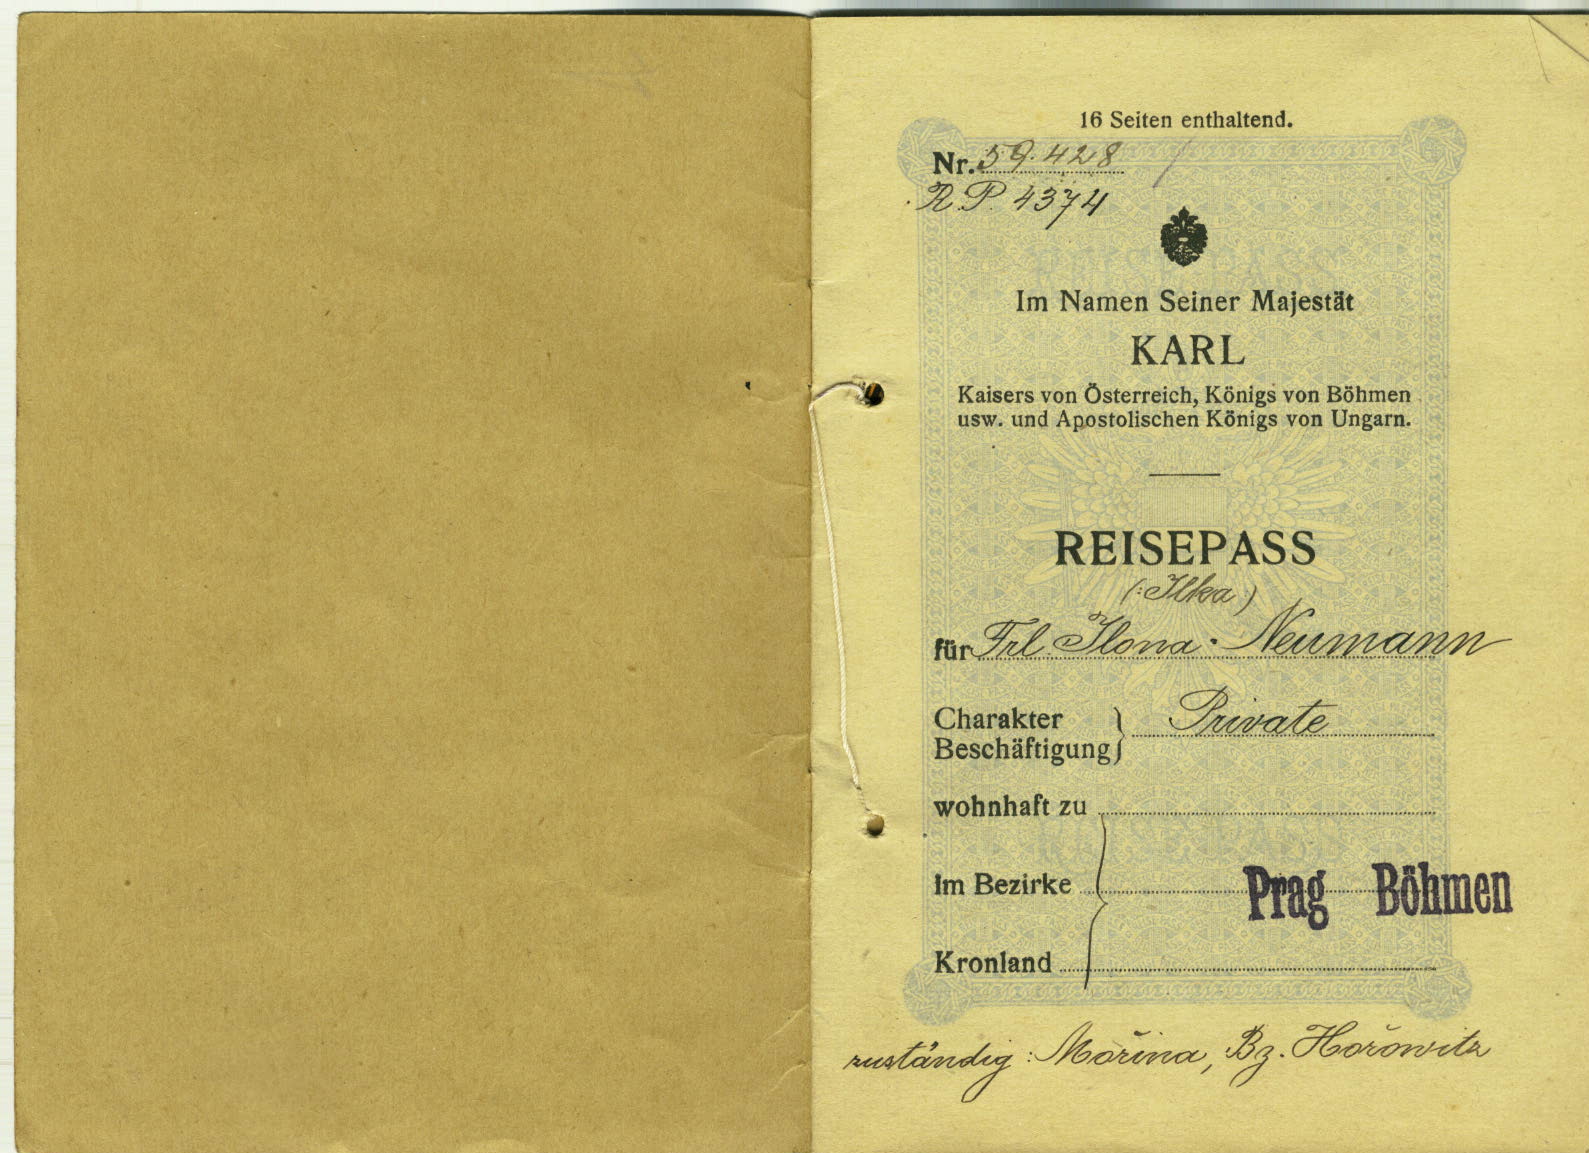 16 Seiten enthaltend.
Nr. 59.428
R.P. 4374
Im Namen Seiner Majestät
KARL
Kaisers von Österreich, Königs von Böhmen
usw. und Apostolischen Königs von Ungarn.
REISEPASS
(: Ilka )
für Frl. Ilona Neumann
Charakter
Beschäftigung } Private
wohnhaft zu
im Bezirke Prag Böhmen
Kronland
zuständig: Mořina, Bz. Hořowitz